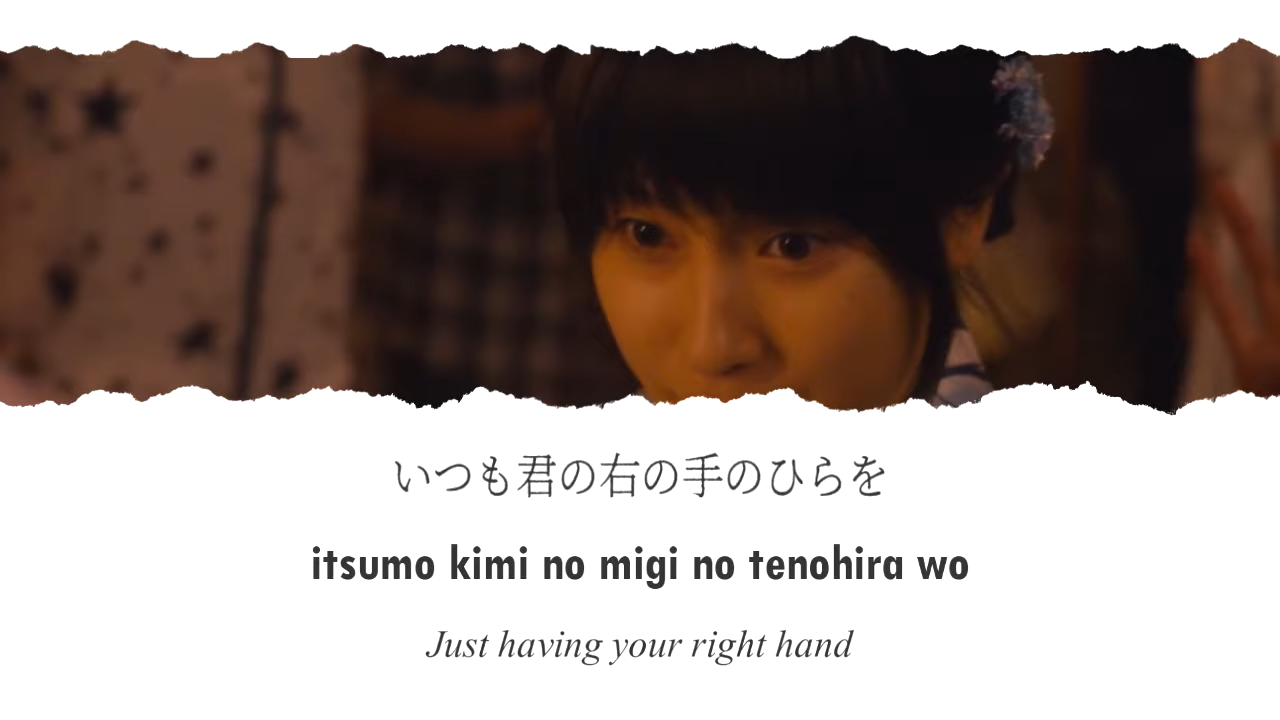 いつも君の右の手のひらを
itsumo kimi no migi no tenohira wo
Just having your right hand